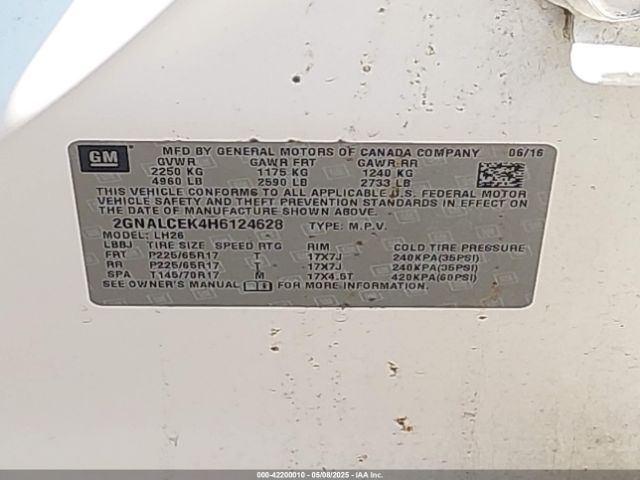 GM MFD BY GENERAL MOTORS OF CANADA COMPANY 06/16
GVWR GAWR FRT GAWR RR
2250 KG 1175 KG 1240 KG
4960 LB 2590 LB 2733 LB
THIS VEHICLE CONFORMS TO ALL APPLICABLE U.S. FEDERAL MOTOR
VEHICLE SAFETY AND THEFT PREVENTION STANDARDS IN EFFECT ON
THE DATE OF MANUFACTURE SHOWN ABOVE.
2GNALCEK4H6124628 TYPE: M.P.V.
MODEL: LH26
LBBJ TIRE SIZE SPEED RTG RIM COLD TIRE PRESSURE
FRT P225/65R17 T 17X7J 240KPA(35PSI)
RR P225/65R17 T 17X7J 240KPA(35PSI)
SPA T145/70R17 M 17X4.5T 420KPA(60PSI)
SEE OWNER'S MANUAL FOR MORE INFORMATION.
000-42200010 - 05/08/2025 - IAAI.com